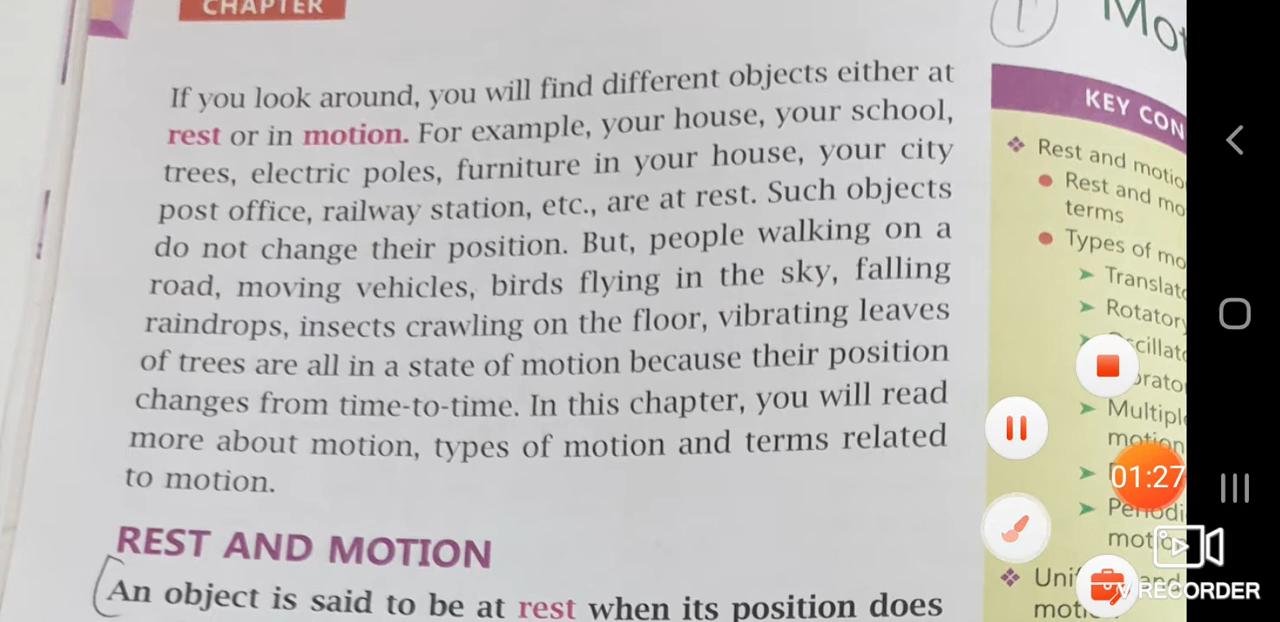 CHAPTER
If you look around, you will find different objects either at
rest or in motion. For example, your house, your school,
trees, electric poles, furniture in your house, your city
post office, railway station, etc., are at rest. Such objects
do not change their position. But, people walking on a
road, moving vehicles, birds flying in the sky, falling
raindrops, insects crawling on the floor, vibrating leaves
of trees are all in a state of motion because their position
changes from time-to-time. In this chapter, you will read
more about motion, types of motion and terms related
to motion.
REST AND MOTION
An object is said to be at rest when its position does
1
KEY
Rest and
Rest and
terms
Types of
motion
motion
and
01:27
RECORDER